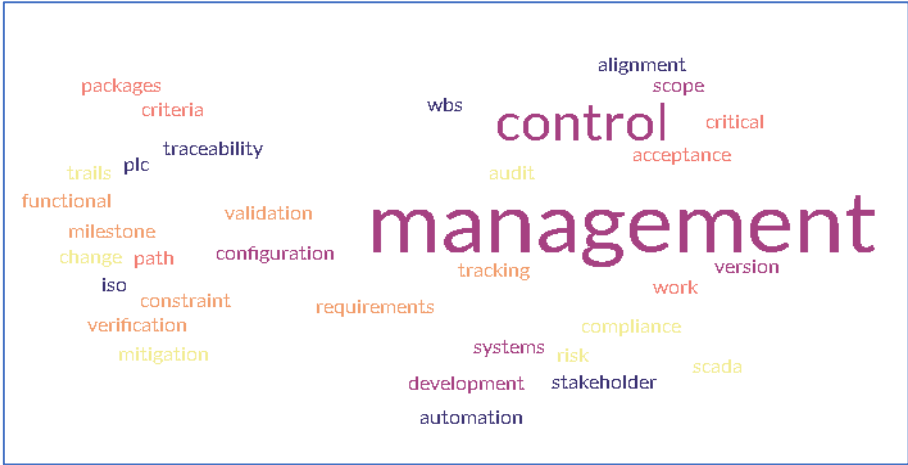 alignment
packages
scope
wbs
criteria
control
critical
traceability
acceptance
plc
trails
audit
functional
validation
management
milestone
configuration
change
path
tracking
version
iso
work
constraint
requirements
verification
compliance
systems
mitigation
risk
scada
development
stakeholder
automation